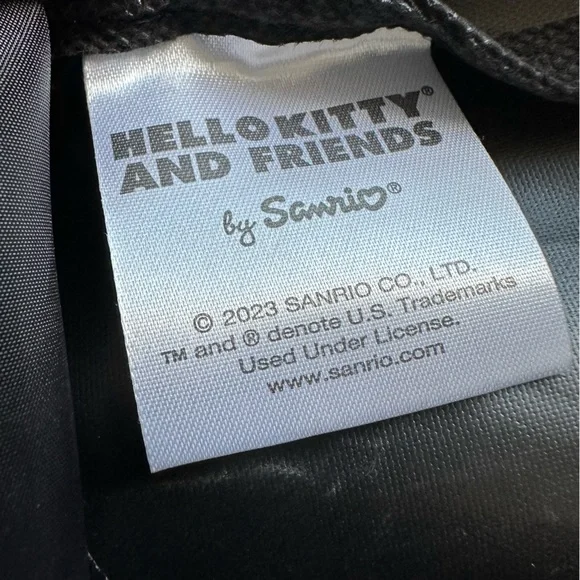 HELLO KITTY®
AND FRIENDS
by Sanrio®
© 2023 SANRIO CO., LTD.
TM and ® denote U.S. Trademarks
Used Under License.
www.sanrio.com